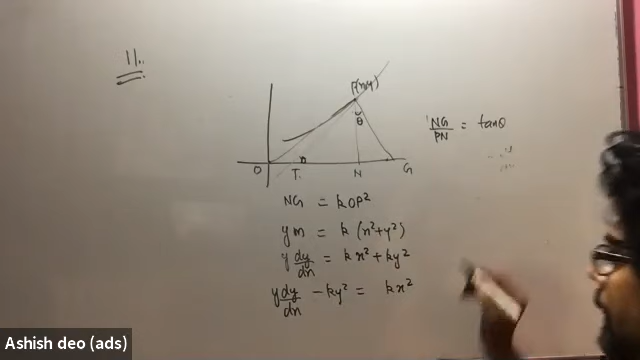 11.
P(x,y)
θ
O T N G
NG/PN = tanθ
NG = kOP²
ym = k(x²+y²)
y dy/dx = kx²+ky²
y dy/dx - ky² = kx²
Ashish deo (ads)